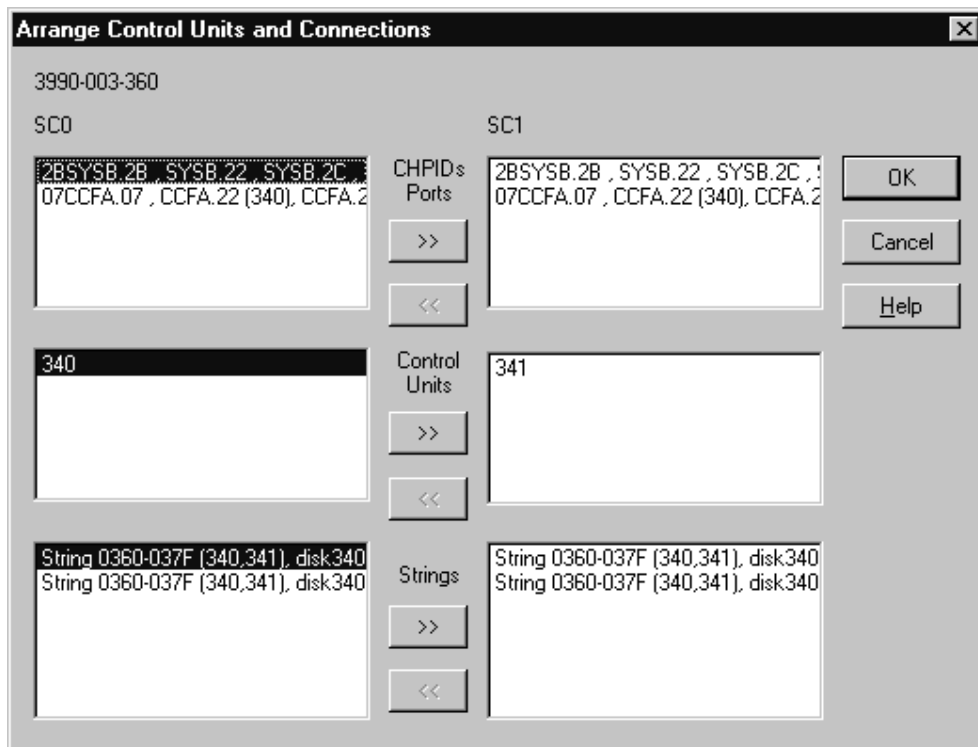 Arrange Control Units and Connections
3990-003-360
SC0
SC1
2BSYSB.2B , SYSB.22 , SYSB.2C ,
07CCFA.07 , CCFA.22 (340), CCFA.2
CHPIDs
Ports
>>
<<
2BSYSB.2B , SYSB.22 , SYSB.2C ,
07CCFA.07 , CCFA.22 (340), CCFA.2
OK
Cancel
Help
340
Control
Units
>>
<<
341
String 0360-037F (340,341), disk340
String 0360-037F (340,341), disk340
Strings
>>
<<
String 0360-037F (340,341), disk340
String 0360-037F (340,341), disk340